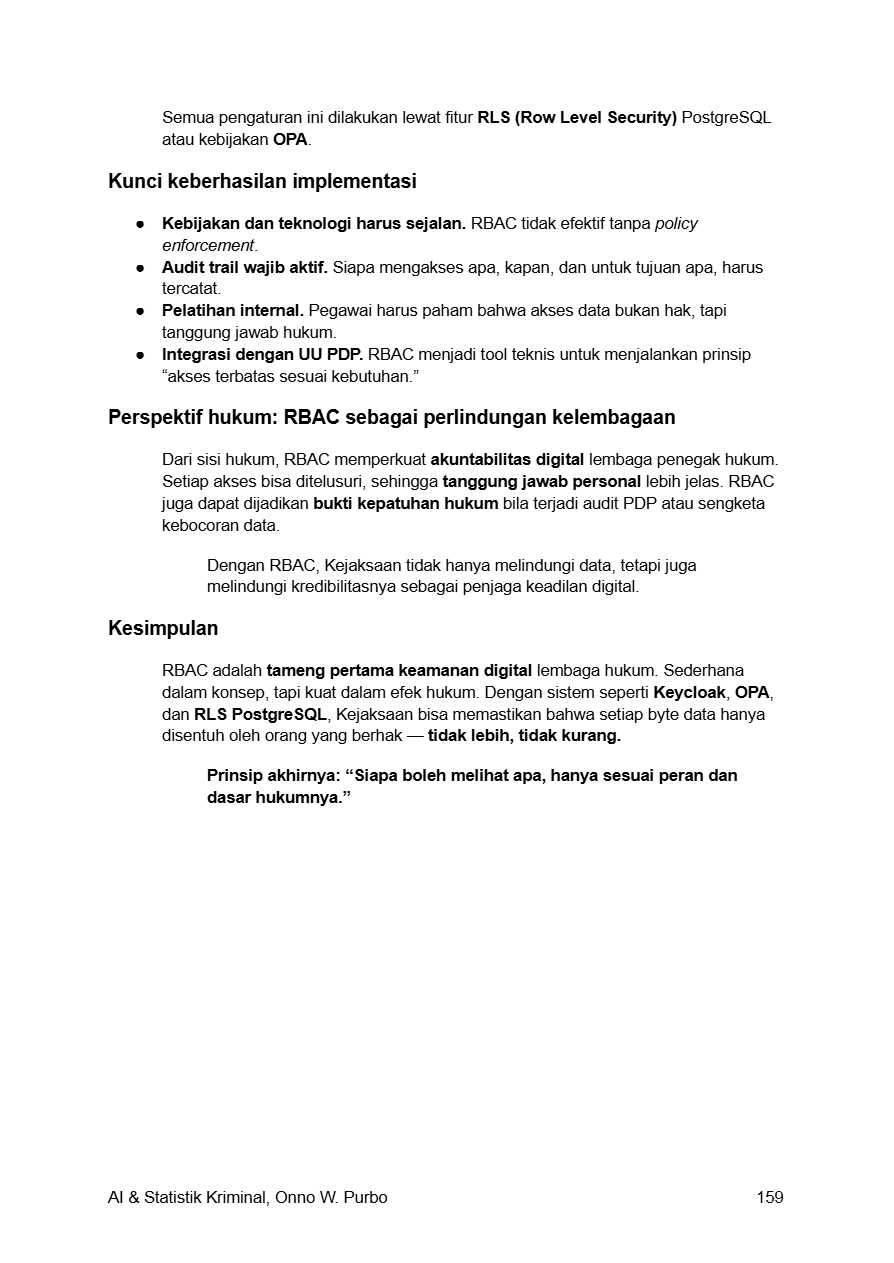 Semua pengaturan ini dilakukan lewat fitur RLS (Row Level Security) PostgreSQL
atau kebijakan OPA.
Kunci keberhasilan implementasi
● Kebijakan dan teknologi harus sejalan. RBAC tidak efektif tanpa policy
enforcement.
● Audit trail wajib aktif. Siapa mengakses apa, kapan, dan untuk tujuan apa, harus
tercatat.
● Pelatihan internal. Pegawai harus paham bahwa akses data bukan hak, tapi
tanggung jawab hukum.
● Integrasi dengan UU PDP. RBAC menjadi tool teknis untuk menjalankan prinsip
“akses terbatas sesuai kebutuhan.”
Perspektif hukum: RBAC sebagai perlindungan kelembagaan
Dari sisi hukum, RBAC memperkuat akuntabilitas digital lembaga penegak hukum.
Setiap akses bisa ditelusuri, sehingga tanggung jawab personal lebih jelas. RBAC
juga dapat dijadikan bukti kepatuhan hukum bila terjadi audit PDP atau sengketa
kebocoran data.
Dengan RBAC, Kejaksaan tidak hanya melindungi data, tetapi juga
melindungi kredibilitasnya sebagai penjaga keadilan digital.
Kesimpulan
RBAC adalah tameng pertama keamanan digital lembaga hukum. Sederhana
dalam konsep, tapi kuat dalam efek hukum. Dengan sistem seperti Keycloak, OPA,
dan RLS PostgreSQL, Kejaksaan bisa memastikan bahwa setiap byte data hanya
disentuh oleh orang yang berhak — tidak lebih, tidak kurang.
Prinsip akhirnya: “Siapa boleh melihat apa, hanya sesuai peran dan
dasar hukumnya.”
AI & Statistik Kriminal, Onno W. Purbo 159